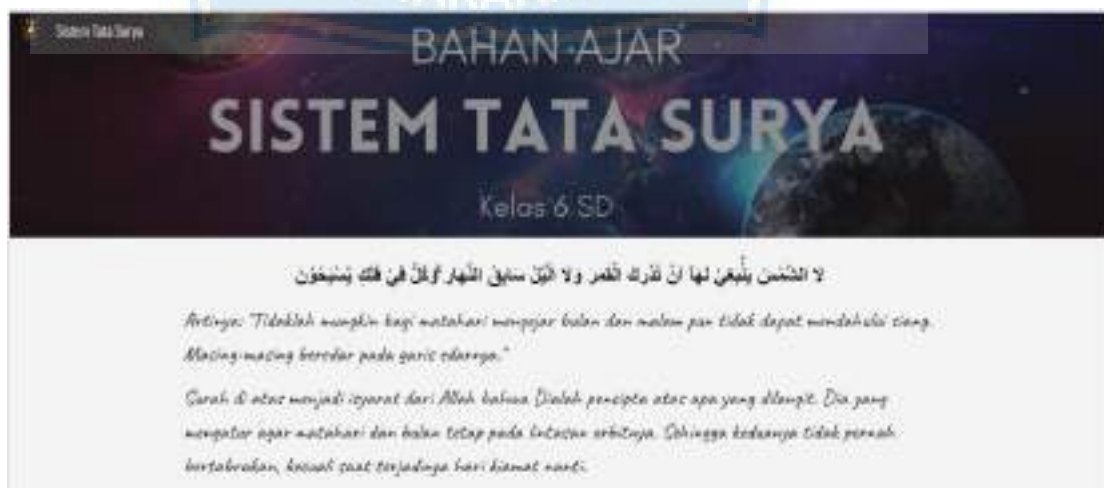 Sistem Tata Surya
BAHAN AJAR
SISTEM TATA SURYA
Kelas 6 SD
لا الشَّمْسُ يَنْۢبَغِيْ لَهَآ اَنْ تُدْرِكَ الْقَمَرَ وَلَا الَّيْلُ سَابِقُ النَّهَارِ ۗوَكُلٌّ فِيْ فَلَكٍ يَّسْبَحُوْنَ
Artinya: "Tidaklah mungkin bagi matahari mengejar bulan dan malam pun tidak dapat mendahului siang.
Masing-masing beredar pada garis edarnya."
Surah di atas menjadi isyarat dari Allah bahwa Dialah pencipta atas apa yang dilangit. Dia yang
mengatur agar matahari dan bulan tetap pada lintasan orbitnya. Sehingga keduanya tidak pernah
bertabrakan, kecuali saat terjadinya hari kiamat nanti.